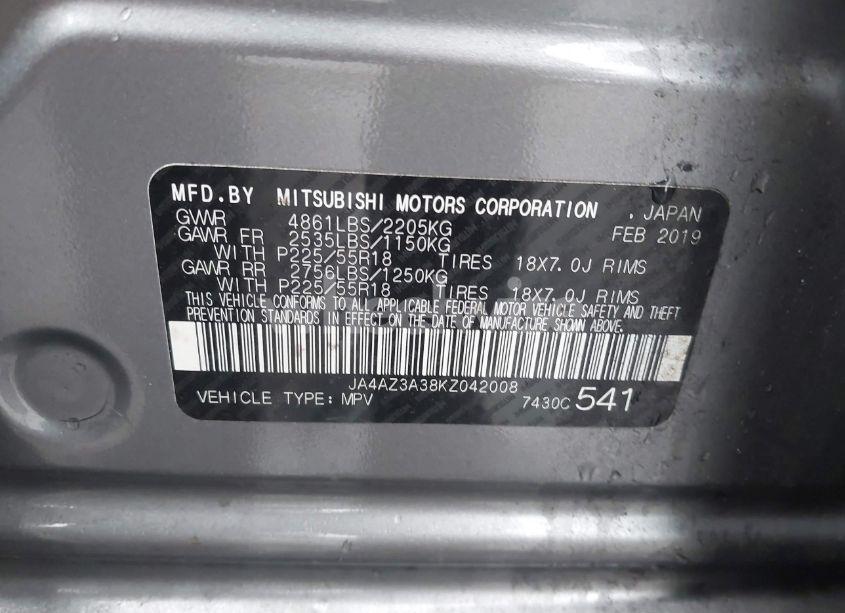 MFD.BY MITSUBISHI MOTORS CORPORATION . JAPAN
GVWR 4861LBS/2205KG FEB 2019
GAWR FR 2535LBS/1150KG
WITH P225/55R18 TIRES 18X7.0J RIMS
GAWR RR 2756LBS/1250KG
WITH P225/55R18 TIRES 18X7.0J RIMS
THIS VEHICLE CONFORMS TO ALL APPLICABLE FEDERAL MOTOR VEHICLE SAFETY AND THEFT
PREVENTION STANDARDS IN EFFECT ON THE DATE OF MANUFACTURE SHOWN ABOVE.
JA4AZ3A38KZ042008
VEHICLE TYPE: MPV 7430C 541